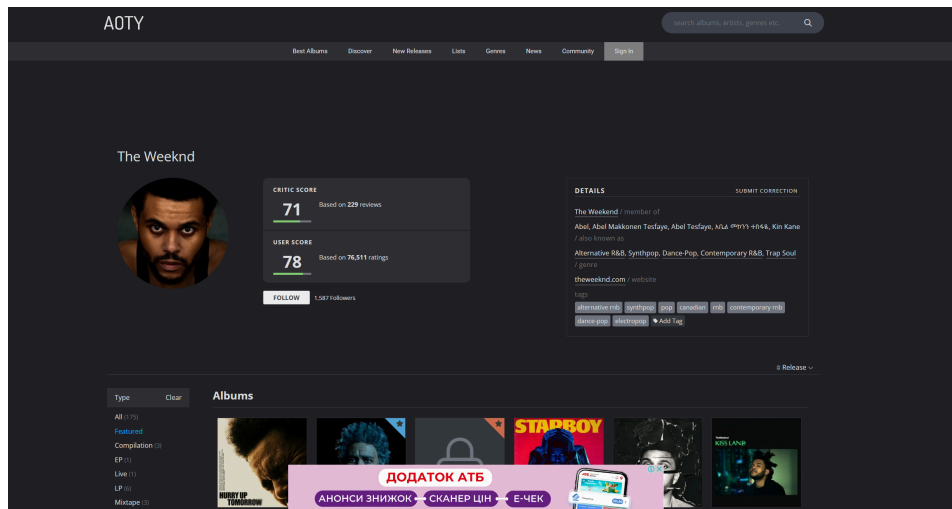 AOTY
search albums, artists, genres etc.
Best Albums Discover New Releases Lists Genres News Community Sign In
The Weeknd
CRITIC SCORE
71
Based on 229 reviews
USER SCORE
78
Based on 76,511 ratings
FOLLOW 1,587 Followers
DETAILS SUBMIT CORRECTION
The Weekend / member of
Abel, Abel Makkonen Tesfaye, Abel Tesfaye, አቤል መኮንን ተስፋዬ, Kin Kane
/ also known as
Alternative R&B, Synthpop, Dance-Pop, Contemporary R&B, Trap Soul
/ genre
theweeknd.com / website
tags
alternative rnb synthpop pop canadian rnb contemporary rnb
dance-pop electropop Add Tag
Release
Type Clear
All (175)
Featured
Compilation (3)
EP (1)
Live (1)
LP (6)
Mixtape (3)
Albums
HURRY UP
TOMORROW
STARBOY
KISS LAND
ДОДАТОК АТБ
АНОНСИ ЗНИЖОК СКАНЕР ЦІН Е-ЧЕК